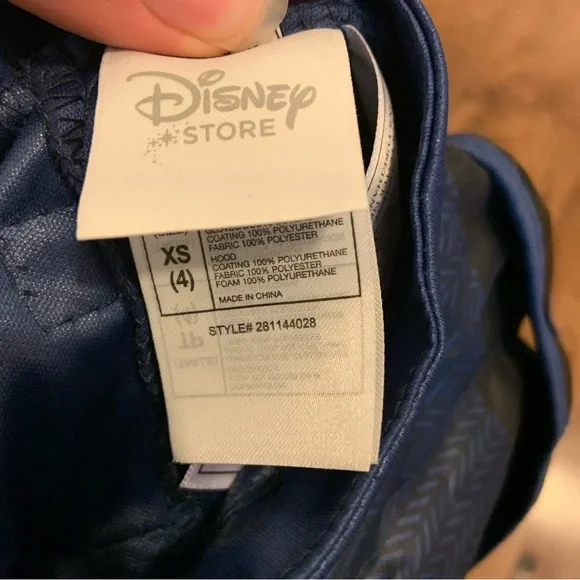 Disney
STORE
XS
(4)
COATING 100% POLYURETHANE
FABRIC 100% POLYESTER
HOOD
COATING 100% POLYURETHANE
FABRIC 100% POLYESTER
FOAM 100% POLYURETHANE
MADE IN CHINA
STYLE# 281144028